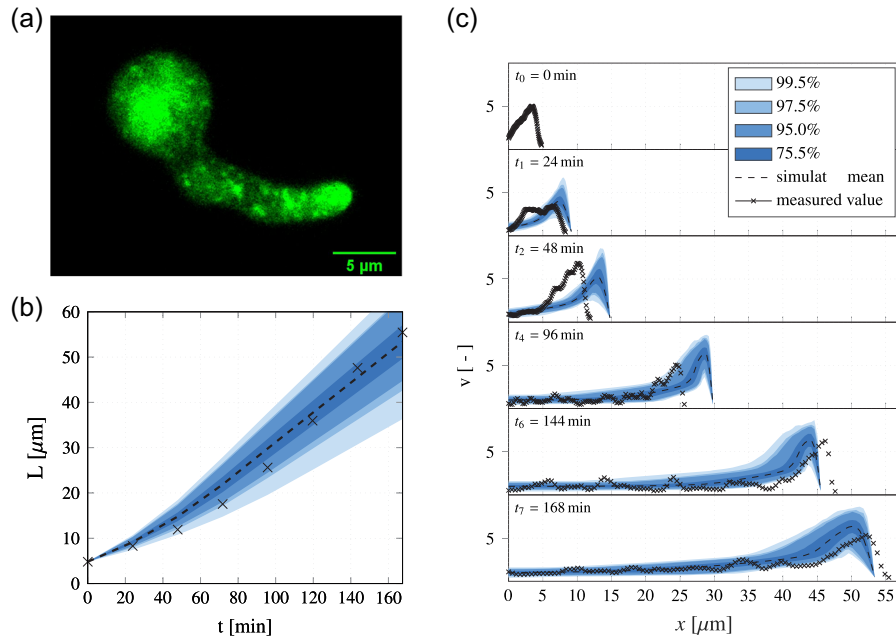 (a)
5 µm
(b)
L [µm]
60
50
40
30
20
10
0
0 20 40 60 80 100 120 140 160
t [min]
(c)
v [ - ]
t0 = 0 min
5
t1 = 24 min
5
t2 = 48 min
5
t4 = 96 min
5
t6 = 144 min
5
t7 = 168 min
5
99.5%
97.5%
95.0%
75.5%
simulat mean
measured value
0 5 10 15 20 25 30 35 40 45 50 55
x [µm]